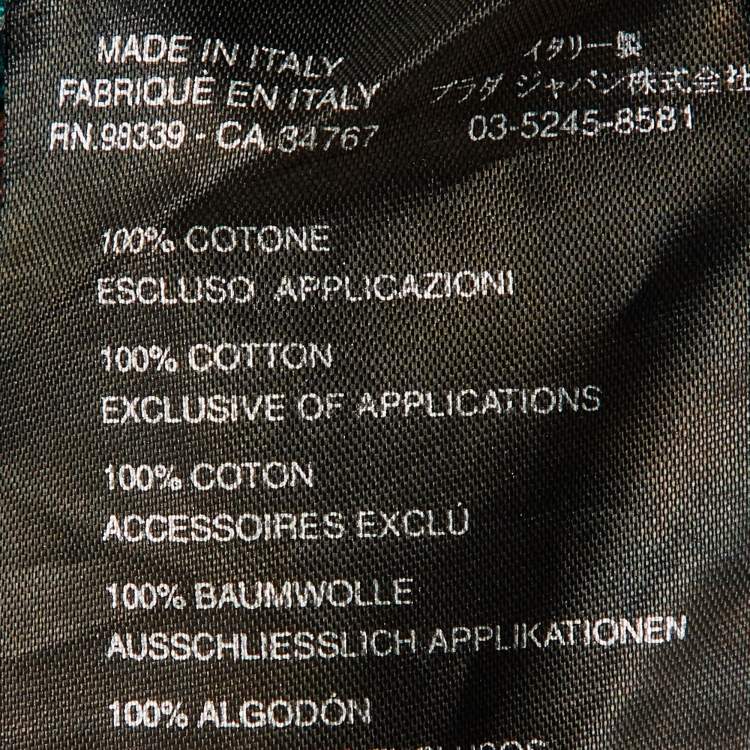 MADE IN ITALY
FABRIQUÉ EN ITALY
RN.98339 - CA.34767
イタリー製
プラダ ジャパン株式会社
03-5245-8581
100% COTONE
ESCLUSO APPLICAZIONI
100% COTTON
EXCLUSIVE OF APPLICATIONS
100% COTON
ACCESSOIRES EXCLÚ
100% BAUMWOLLE
AUSSCHLIESSLICH APPLIKATIONEN
100% ALGODÓN